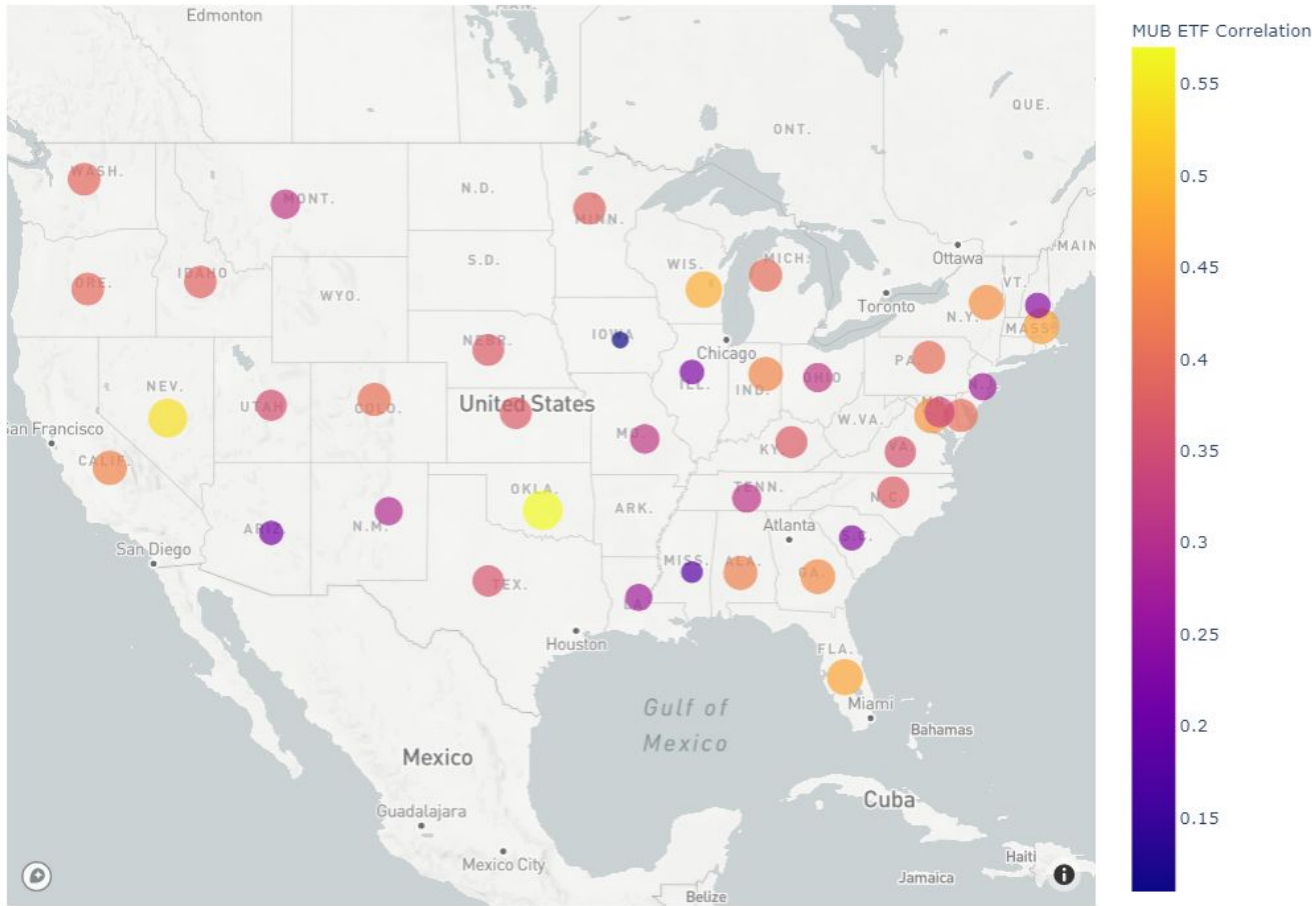 Edmonton
MAN.
MUB ETF Correlation
QUE.
ONT.
WASH.
MONT.
N.D.
MINN.
ORE.
IDAHO
S.D.
WIS.
MICH.
Ottawa
MAIN
WYO.
Toronto
VT.
N.Y.
MASS
NEBR.
IOWA
Chicago
PA.
NEV.
UTAH
COLO.
United States
ILL.
IND.
OHIO
N.J.
San Francisco
CALIF.
MO.
KY.
W.VA.
VA.
OKLA.
TENN.
N.C.
ARIZ.
N.M.
ARK.
Atlanta
San Diego
MISS.
ALA.
GA.
S.C.
TEX.
LA.
Houston
FLA.
Miami
Gulf of
Mexico
Bahamas
Mexico
Cuba
Guadalajara
Mexico City
Haiti
Jamaica
Belize
0.55
0.5
0.45
0.4
0.35
0.3
0.25
0.2
0.15